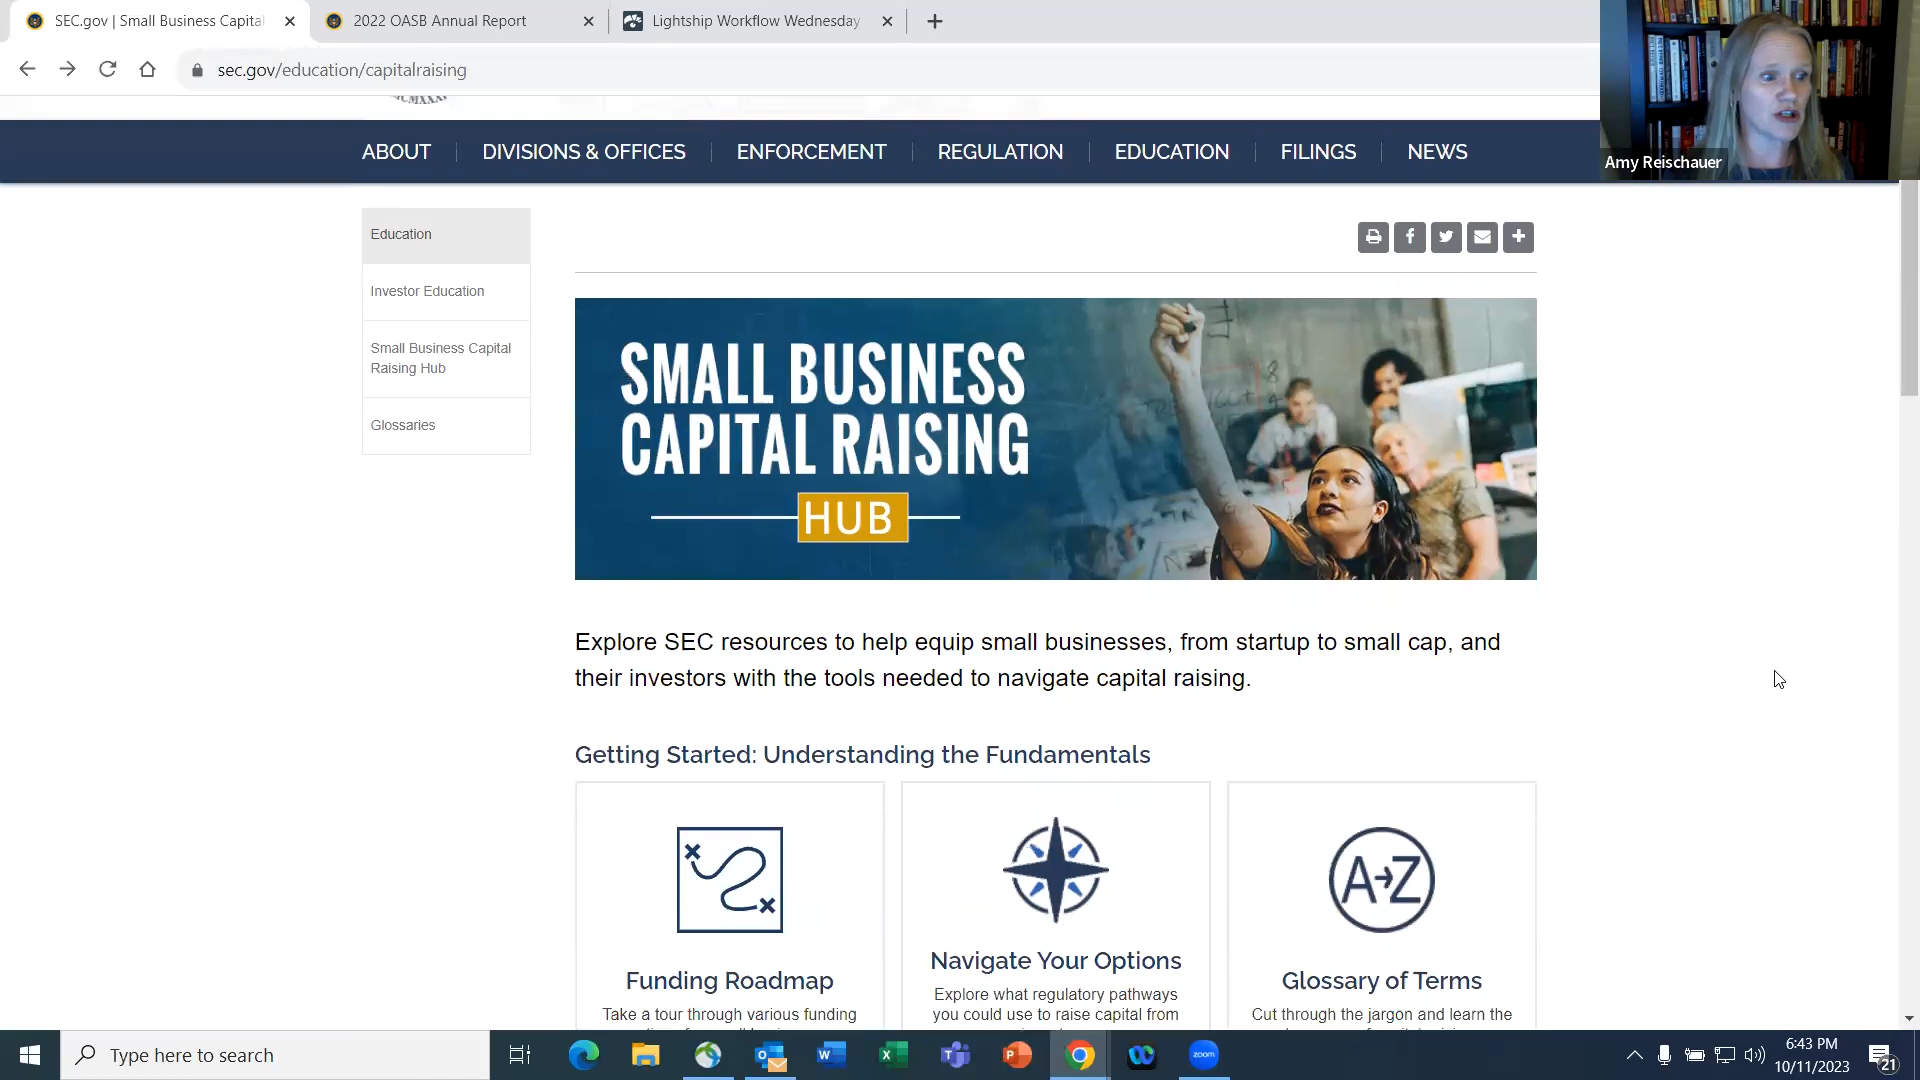 SEC.gov | Small Business Capital
2022 OASB Annual Report
Lightship Workflow Wednesday
sec.gov/education/capitalraising
Amy Reischauer
ABOUT
DIVISIONS & OFFICES
ENFORCEMENT
REGULATION
EDUCATION
FILINGS
NEWS
Education
Investor Education
Small Business Capital
Raising Hub
Glossaries
SMALL BUSINESS
CAPITAL RAISING
HUB
Explore SEC resources to help equip small businesses, from startup to small cap, and
their investors with the tools needed to navigate capital raising.
Getting Started: Understanding the Fundamentals
A→Z
Funding Roadmap
Take a tour through various funding
Navigate Your Options
Explore what regulatory pathways
you could use to raise capital from
Glossary of Terms
Cut through the jargon and learn the
Type here to search
zoom
6:43 PM
10/11/2023
21